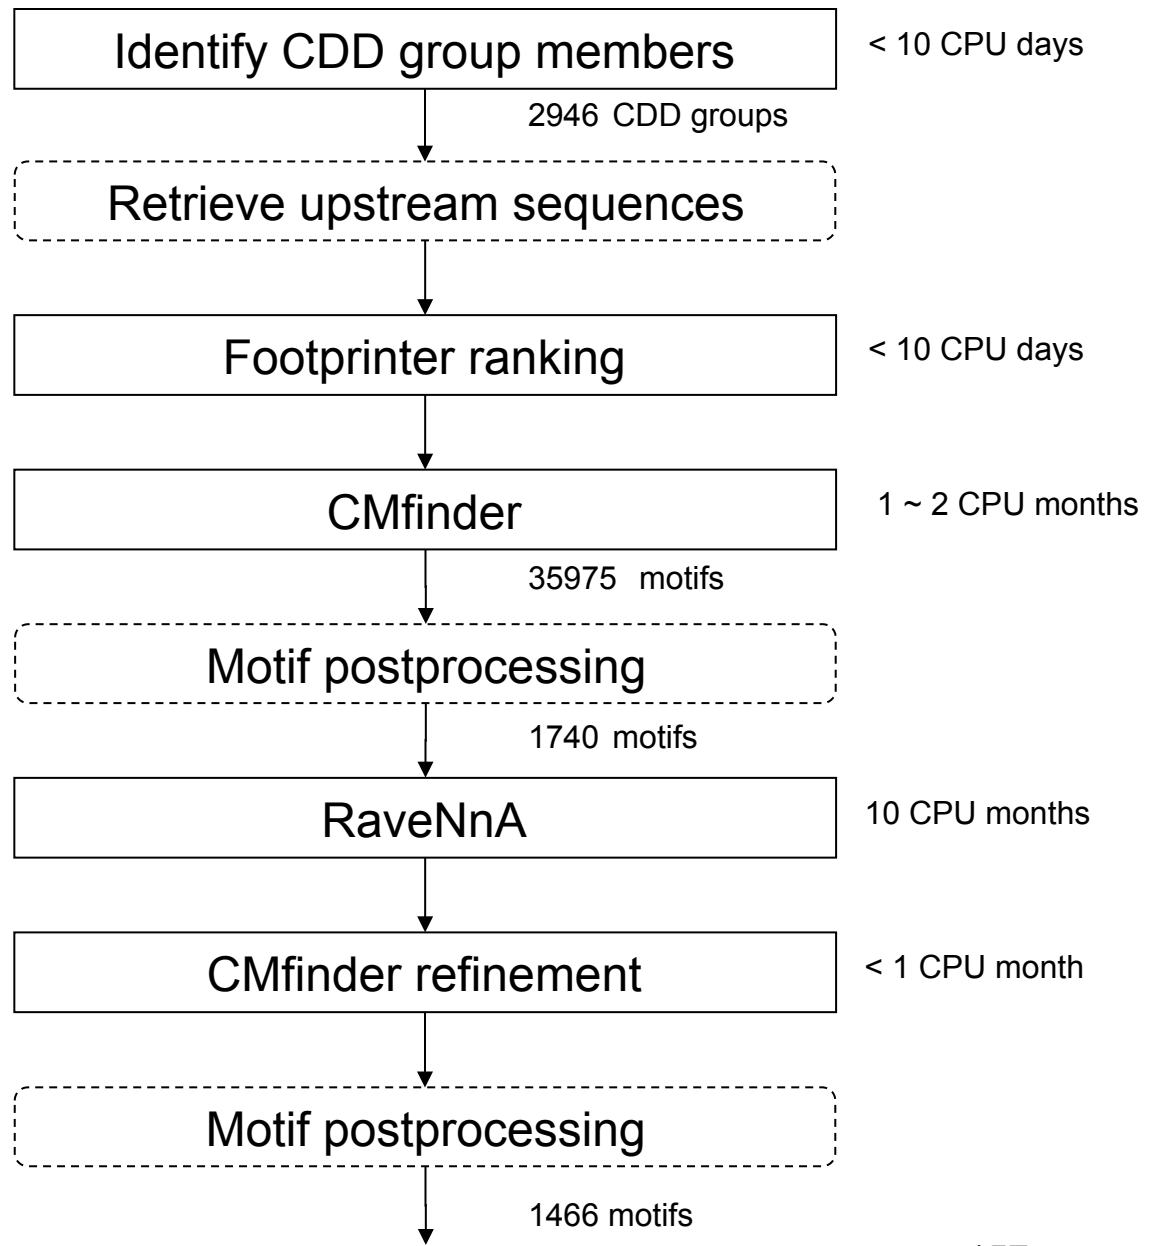 Identify CDD group members
< 10 CPU days
2946 CDD groups
Retrieve upstream sequences
Footprinter ranking
< 10 CPU days
CMfinder
1 ~ 2 CPU months
35975 motifs
Motif postprocessing
1740 motifs
RaveNnA
10 CPU months
CMfinder refinement
< 1 CPU month
Motif postprocessing
1466 motifs